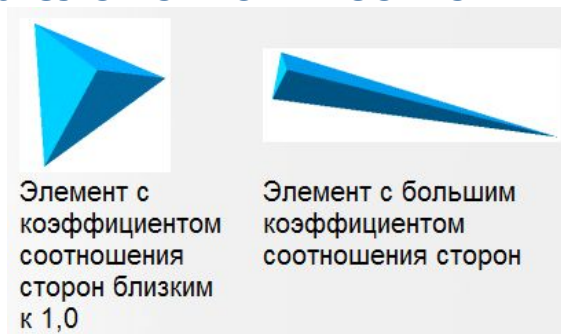 Элемент с
коэффициентом
соотношения
сторон близким
к 1,0
Элемент с большим
коэффициентом
соотношения сторон